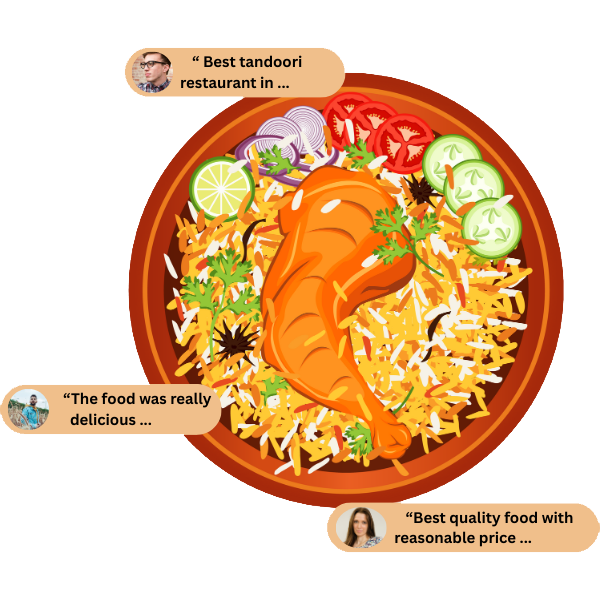 “ Best tandoori
restaurant in ...
“The food was really
delicious ...
“Best quality food with
reasonable price ...